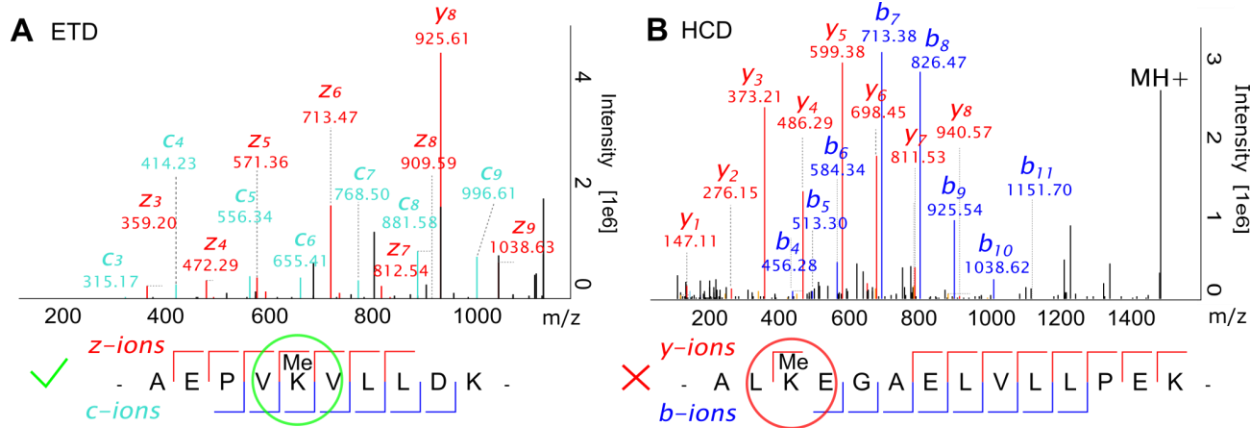 A ETD
y8
925.61
z6
713.47
c4
414.23
z5
571.36
z8
909.59
c7
768.50
c9
996.61
z3
359.20
c5
556.34
c8
881.58
z4
472.29
c6
655.41
z7
812.54
z9
1038.63
c3
315.17
4
2
0
Intensity [1e6]
200 400 600 800 1000 m/z
z-ions
Me
- A E P V K V L L D K -
c-ions
B HCD
b7
713.38
y5
599.38
b8
826.47
MH+
y3
373.21
y4
486.29
y6
698.45
y8
940.57
y7
811.53
b6
584.34
y2
276.15
b5
513.30
b11
1151.70
b9
925.54
y1
147.11
b4
456.28
b10
1038.62
3
2
1
0
Intensity [1e6]
200 400 600 800 1000 1200 1400 m/z
y-ions
Me
- A L K E G A E L V L L P E K -
b-ions